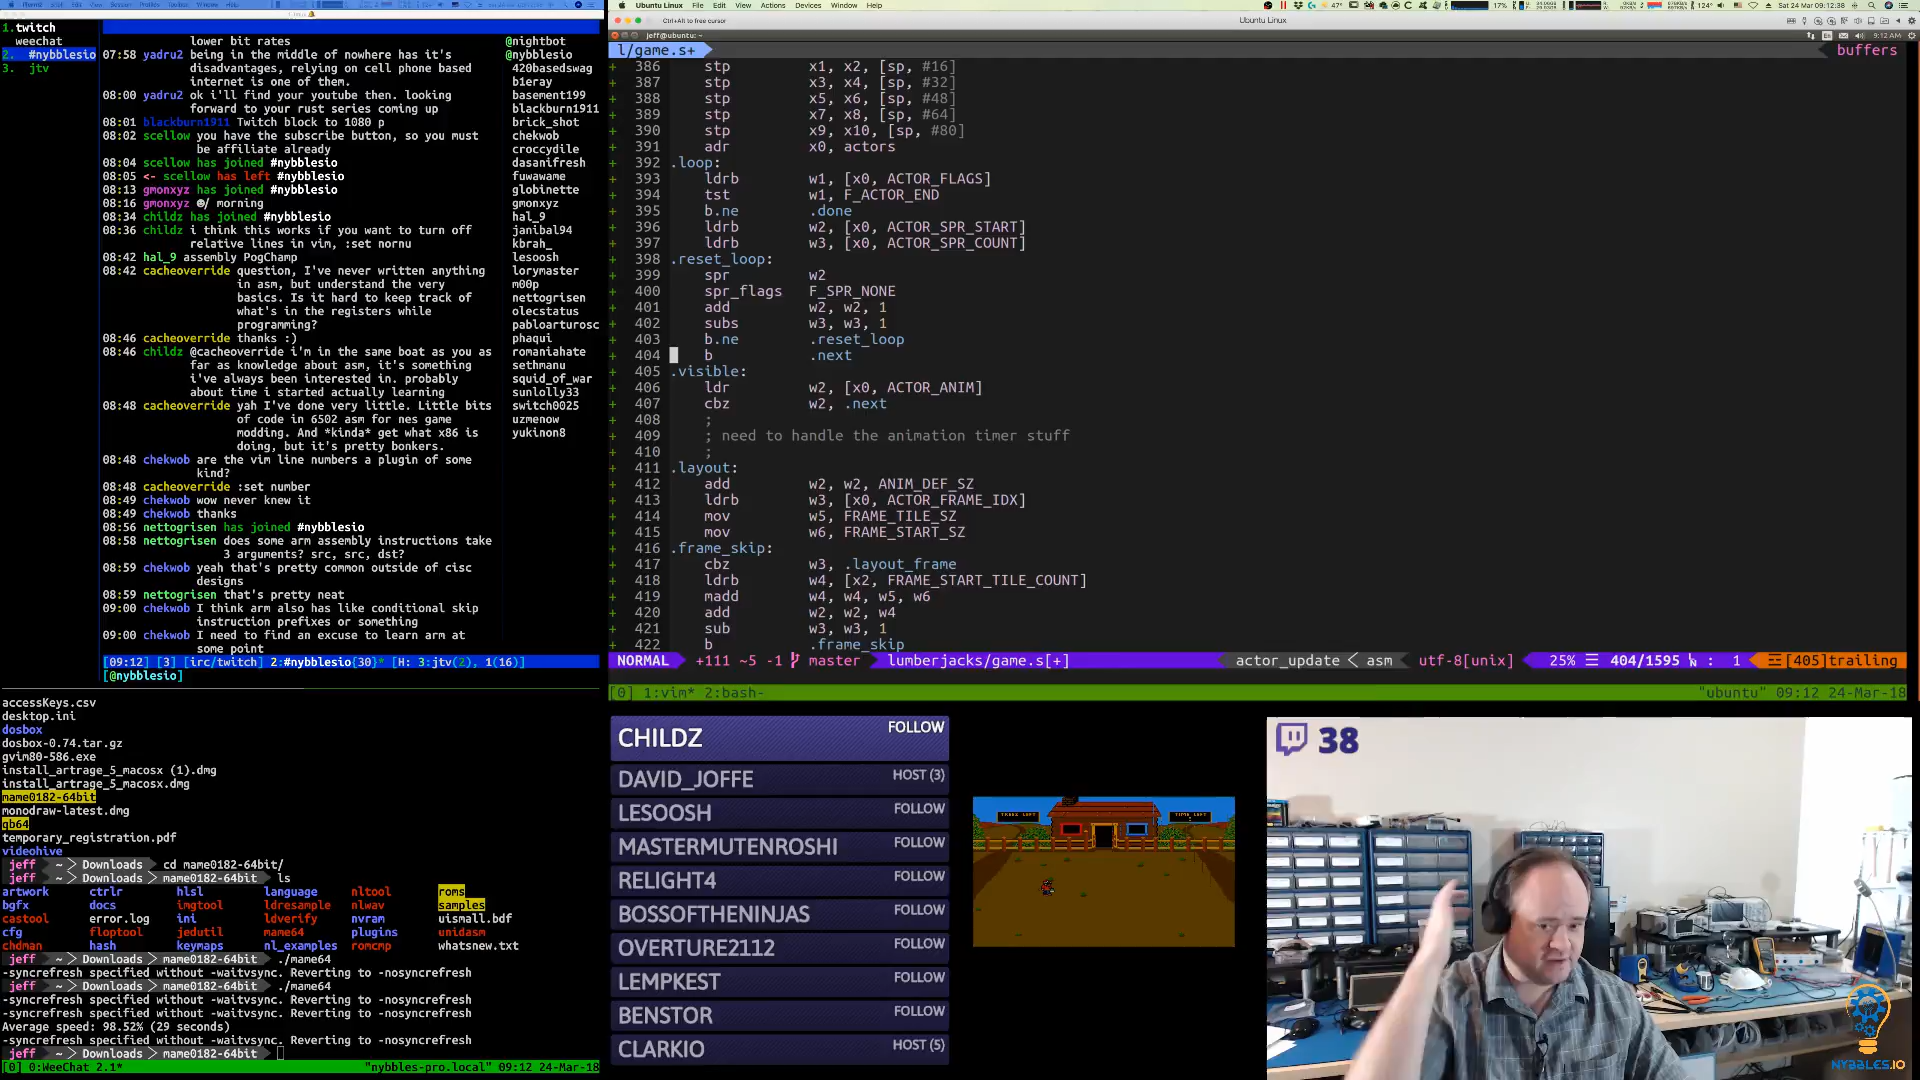 1.twitch
weechat
2. #nybblesio
3. jtv
lower bit rates
07:58 yadru2 being in the middle of nowhere has it's
disadvantages, relying on cell phone based
internet is one of them.
08:00 yadru2 ok i'll find your youtube then. looking
forward to your rust series coming up
08:01 blackburn1911 Twitch block to 1080 p
08:02 scellow you have the subscribe button, so you must
be affiliate already
08:04 scellow has joined #nybblesio
08:05 <- scellow has left #nybblesio
08:13 gmonxyz has joined #nybblesio
08:16 gmonxyz / morning
08:34 childz has joined #nybblesio
08:36 childz i think this works if you want to turn off
relative lines in vim, :set nornu
08:42 hal_9 assembly PogChamp
08:42 cacheoverride question, I've never written anything
in asm, but understand the very
basics. Is it hard to keep track of
what's in the registers while
programming?
08:46 cacheoverride thanks :)
08:46 childz @cacheoverride i'm in the same boat as you as
far as knowledge about asm, it's something
i've always been interested in. probably
about time i started actually learning
08:48 cacheoverride yah I've done very little. Little bits
of code in 6502 asm for nes game
modding. And *kinda* get what x86 is
doing, but it's pretty bonkers.
08:48 chekwob are the vim line numbers a plugin of some
kind?
08:48 cacheoverride :set number
08:49 chekwob wow never knew it
08:49 chekwob thanks
08:56 nettogrisen has joined #nybblesio
08:58 nettogrisen does some arm assembly instructions take
3 arguments? src, src, dst?
08:59 chekwob yeah that's pretty common outside of cisc
designs
08:59 nettogrisen that's pretty neat
09:00 chekwob I think arm also has like conditional skip
instruction prefixes or something
09:00 chekwob I need to find an excuse to learn arm at
some point
[09:12] [3] [irc/twitch] 2:#nybblesio{30}* [H: 3:jtv(2), 1(16)]
[@nybblesio]
@nightbot
@nybblesio
420basedswag
b1eray
basement199
blackburn1911
brick_shot
chekwob
croccydile
dasanifresh
fuwawame
globinette
gmonxyz
hal_9
janibal94
kbrah_
lesoosh
lorymaster
m00p
nettogrisen
olecstatus
pabloarturosc
phaqui
romaniahate
sethmanu
squid_of_war
sunlolly33
switch0025
uzmenow
yukinon8
accessKeys.csv
desktop.ini
dosbox
dosbox-0.74.tar.gz
gvim80-586.exe
install_artrage_5_macosx (1).dmg
install_artrage_5_macosx.dmg
mame0182-64bit
monodraw-latest.dmg
gb64
temporary_registration.pdf
videohive
jeff ~ > Downloads > cd mame0182-64bit/
jeff ~ > Downloads > mame0182-64bit ls
artwork ctrlr hlsl language nltool roms
bgfx docs imgtool ldresample nlwav samples
castool error.log ini ldverify nvram uismall.bdf
cfg floptool jedutil mame64 plugins unidasm
chdman hash keymaps nl_examples romcmp whatsnew.txt
jeff ~ > Downloads > mame0182-64bit ./mame64
-syncrefresh specified without -waitvsync. Reverting to -nosyncrefresh
jeff ~ > Downloads > mame0182-64bit ./mame64
-syncrefresh specified without -waitvsync. Reverting to -nosyncrefresh
-syncrefresh specified without -waitvsync. Reverting to -nosyncrefresh
Average speed: 98.52% (29 seconds)
-syncrefresh specified without -waitvsync. Reverting to -nosyncrefresh
jeff ~ > Downloads > mame0182-64bit
[0] 0:WeeChat 2.1* "nybbles-pro.local" 09:12 24-Mar-18
Ubuntu Linux File Edit View Actions Devices Window Help
47° 17% 124° Sat 24 Mar 09:12:38
Ctrl+Alt to free cursor
Ubuntu Linux
jeff@ubuntu: ~
9:12 AM
l/game.s+ buffers
+ 386 stp x1, x2, [sp, #16]
+ 387 stp x3, x4, [sp, #32]
+ 388 stp x5, x6, [sp, #48]
+ 389 stp x7, x8, [sp, #64]
+ 390 stp x9, x10, [sp, #80]
+ 391 adr x0, actors
+ 392 .loop:
+ 393 ldrb w1, [x0, ACTOR_FLAGS]
+ 394 tst w1, F_ACTOR_END
+ 395 b.ne .done
+ 396 ldrb w2, [x0, ACTOR_SPR_START]
+ 397 ldrb w3, [x0, ACTOR_SPR_COUNT]
+ 398 .reset_loop:
+ 399 spr w2
+ 400 spr_flags F_SPR_NONE
+ 401 add w2, w2, 1
+ 402 subs w3, w3, 1
+ 403 b.ne .reset_loop
+ 404 b .next
+ 405 .visible:
+ 406 ldr w2, [x0, ACTOR_ANIM]
+ 407 cbz w2, .next
+ 408 ;
+ 409 ; need to handle the animation timer stuff
+ 410 ;
+ 411 .layout:
+ 412 add w2, w2, ANIM_DEF_SZ
+ 413 ldrb w3, [x0, ACTOR_FRAME_IDX]
+ 414 mov w5, FRAME_TILE_SZ
+ 415 mov w6, FRAME_START_SZ
+ 416 .frame_skip:
+ 417 cbz w3, .layout_frame
+ 418 ldrb w4, [x2, FRAME_START_TILE_COUNT]
+ 419 madd w4, w4, w5, w6
+ 420 add w2, w2, w4
+ 421 sub w3, w3, 1
+ 422 b .frame_skip
NORMAL +111 ~5 -1 master lumberjacks/game.s[+] actor_update < asm utf-8[unix] 25% 404/1595 : 1 [405]trailing
[0] 1:vim* 2:bash- "ubuntu" 09:12 24-Mar-18
CHILDZ FOLLOW
DAVID_JOFFE HOST (3)
LESOOSH FOLLOW
MASTERMUTENROSHI FOLLOW
RELIGHT4 FOLLOW
BOSSOFTHENINJAS FOLLOW
OVERTURE2112 FOLLOW
LEMPKEST FOLLOW
BENSTOR FOLLOW
CLARKIO HOST (5)
TREES LEFT
TIME LEFT
38
NYBBLES.IO